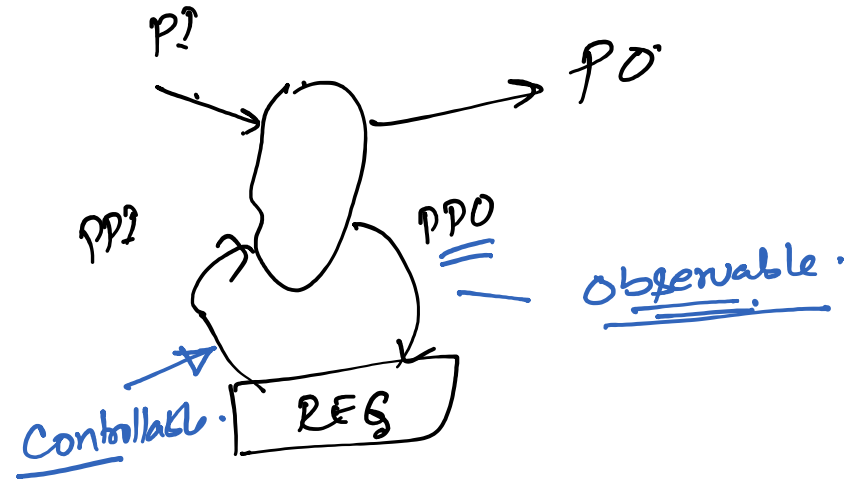 PI
PO
PPI
PPO
Observable.
REG
Controllable.